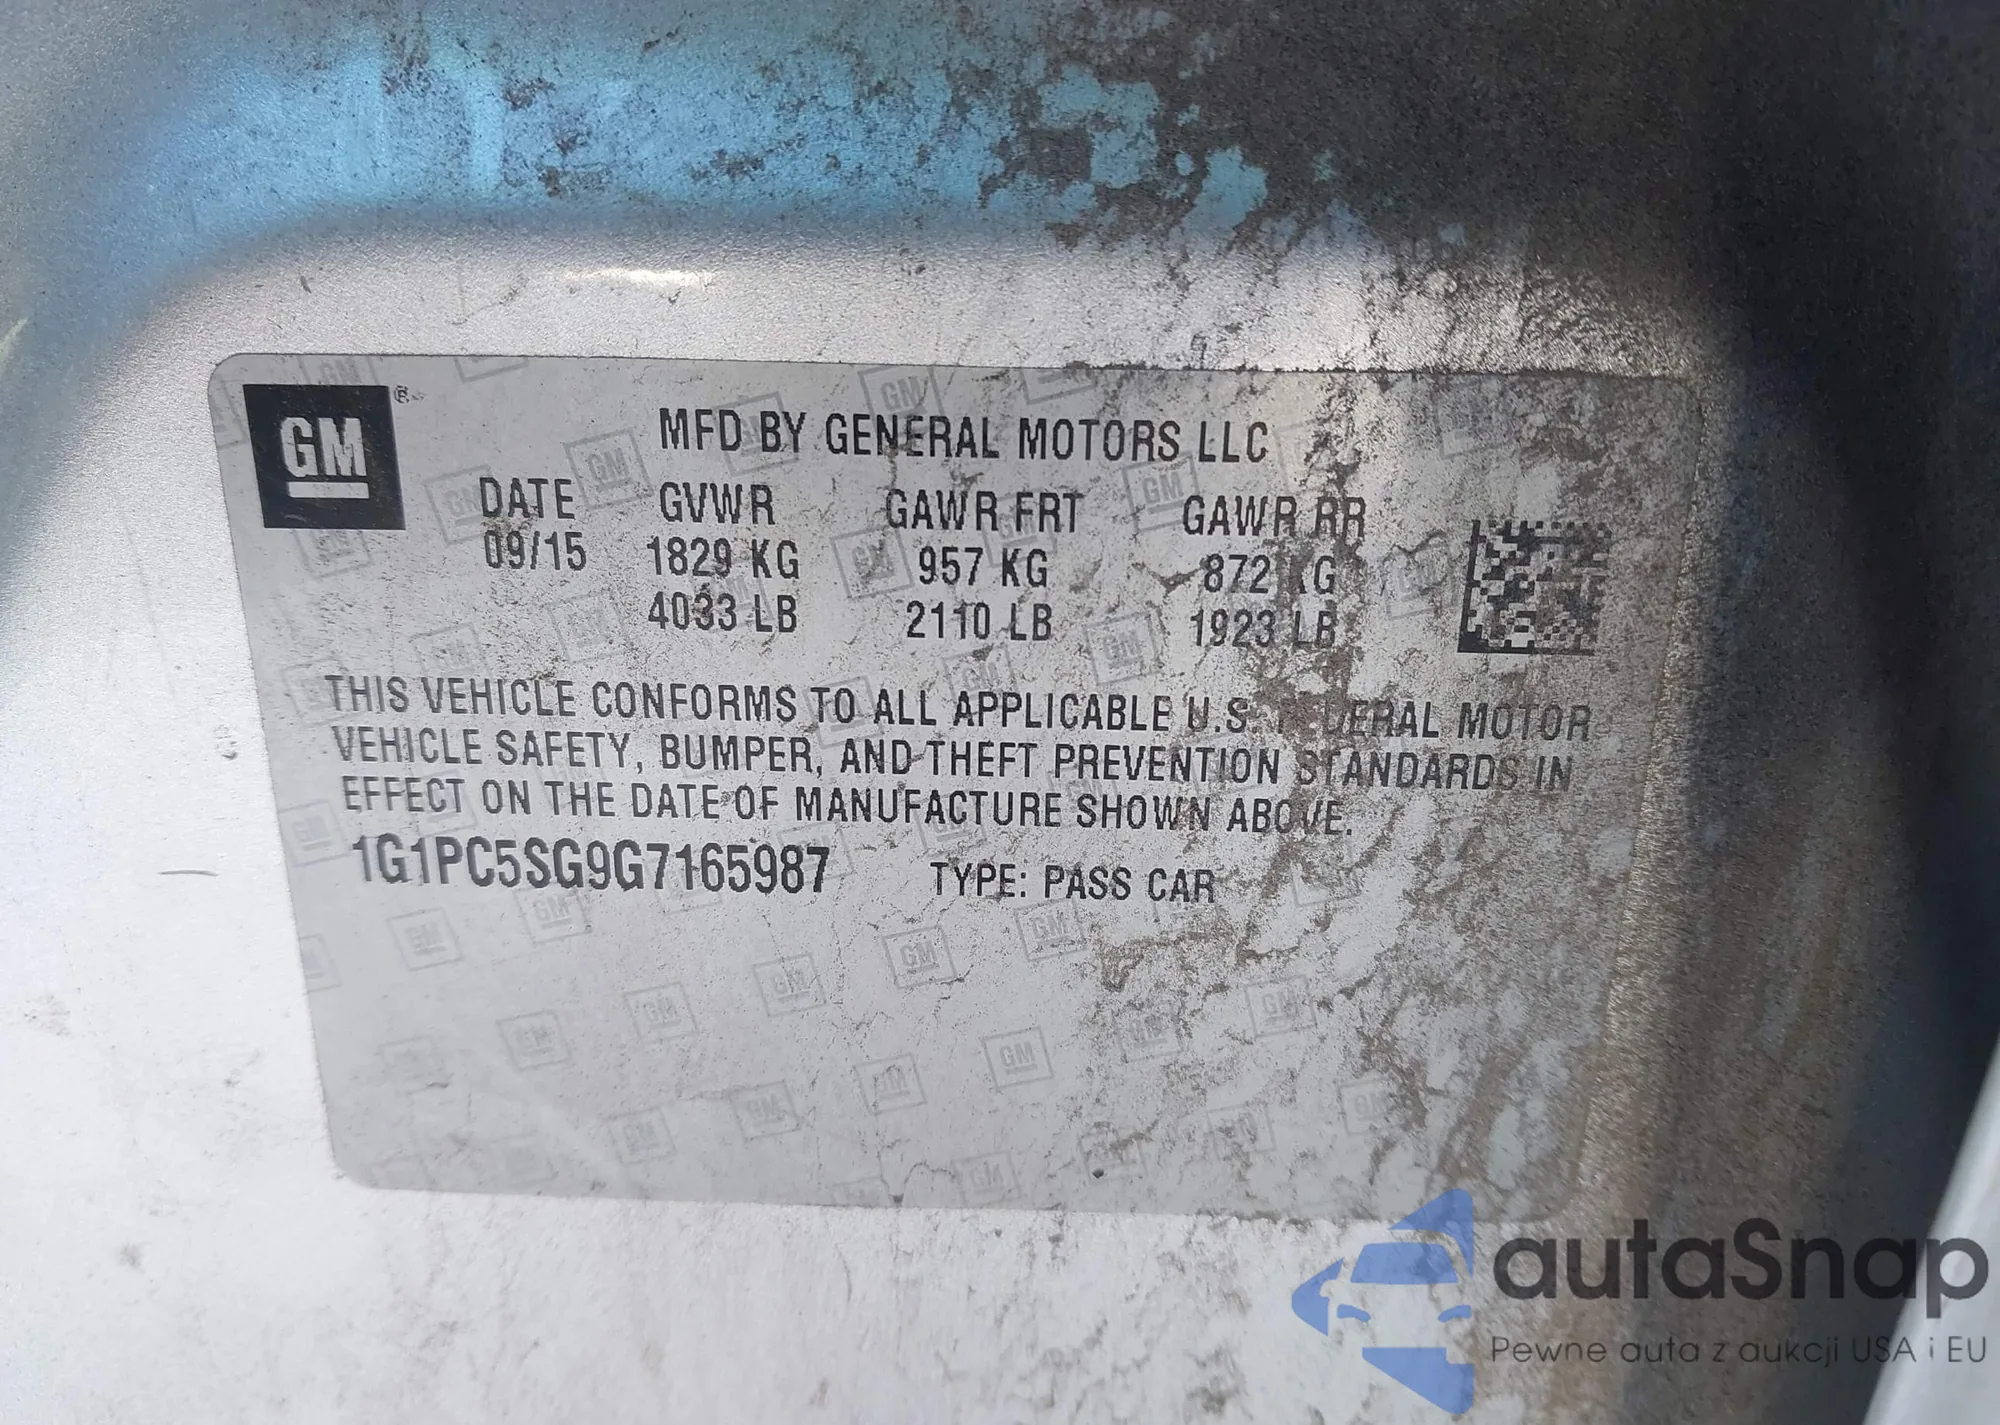 GM
MFD BY GENERAL MOTORS LLC
DATE GVWR GAWR FRT GAWR RR
09/15 1829 KG 957 KG 872 KG
4033 LB 2110 LB 1923 LB
THIS VEHICLE CONFORMS TO ALL APPLICABLE U.S. FEDERAL MOTOR
VEHICLE SAFETY, BUMPER, AND THEFT PREVENTION STANDARDS IN
EFFECT ON THE DATE OF MANUFACTURE SHOWN ABOVE.
1G1PC5SG9G7165987 TYPE: PASS CAR
autaSnap
Pewne auta z aukcji USA i EU